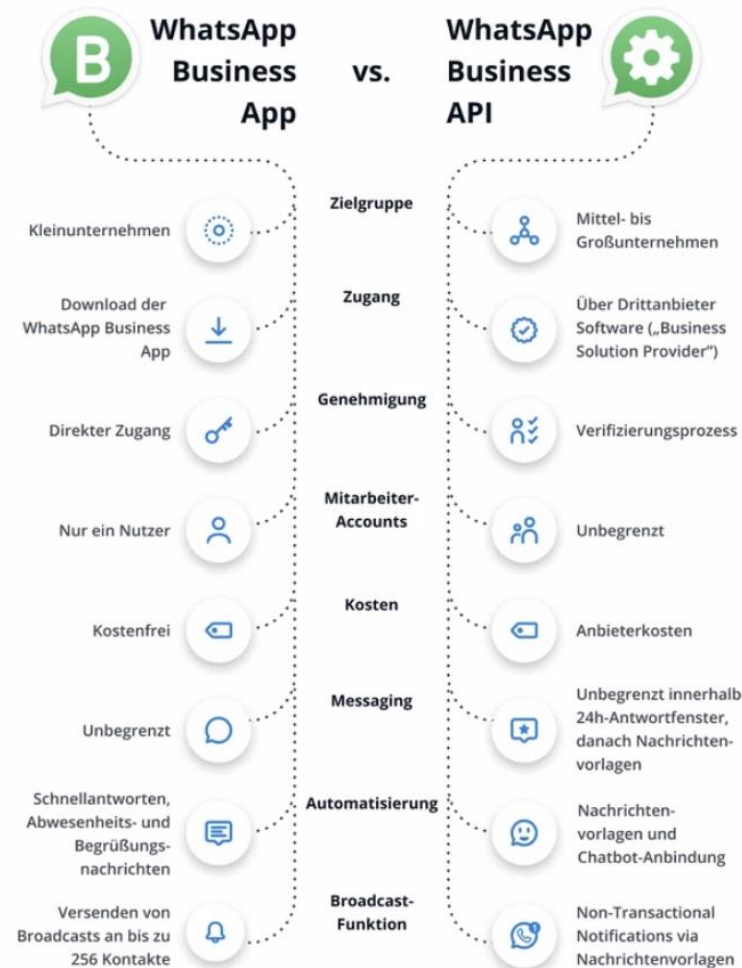 WhatsApp
Business
App
vs.
WhatsApp
Business
API
Zielgruppe
Kleinunternehmen
Mittel- bis
Großunternehmen
Zugang
Download der
WhatsApp Business
App
Über Drittanbieter
Software („Business
Solution Provider”)
Genehmigung
Direkter Zugang
Verifizierungsprozess
Mitarbeiter-
Accounts
Nur ein Nutzer
Unbegrenzt
Kosten
Kostenfrei
Anbieterkosten
Messaging
Unbegrenzt
Unbegrenzt innerhalb
24h-Antwortfenster,
danach Nachrichten-
vorlagen
Automatisierung
Schnellantworten,
Abwesenheits- und
Begrüßungs-
nachrichten
Nachrichten-
vorlagen und
Chatbot-Anbindung
Broadcast-
Funktion
Versenden von
Broadcasts an bis zu
256 Kontakte
Non-Transactional
Notifications via
Nachrichtenvorlagen